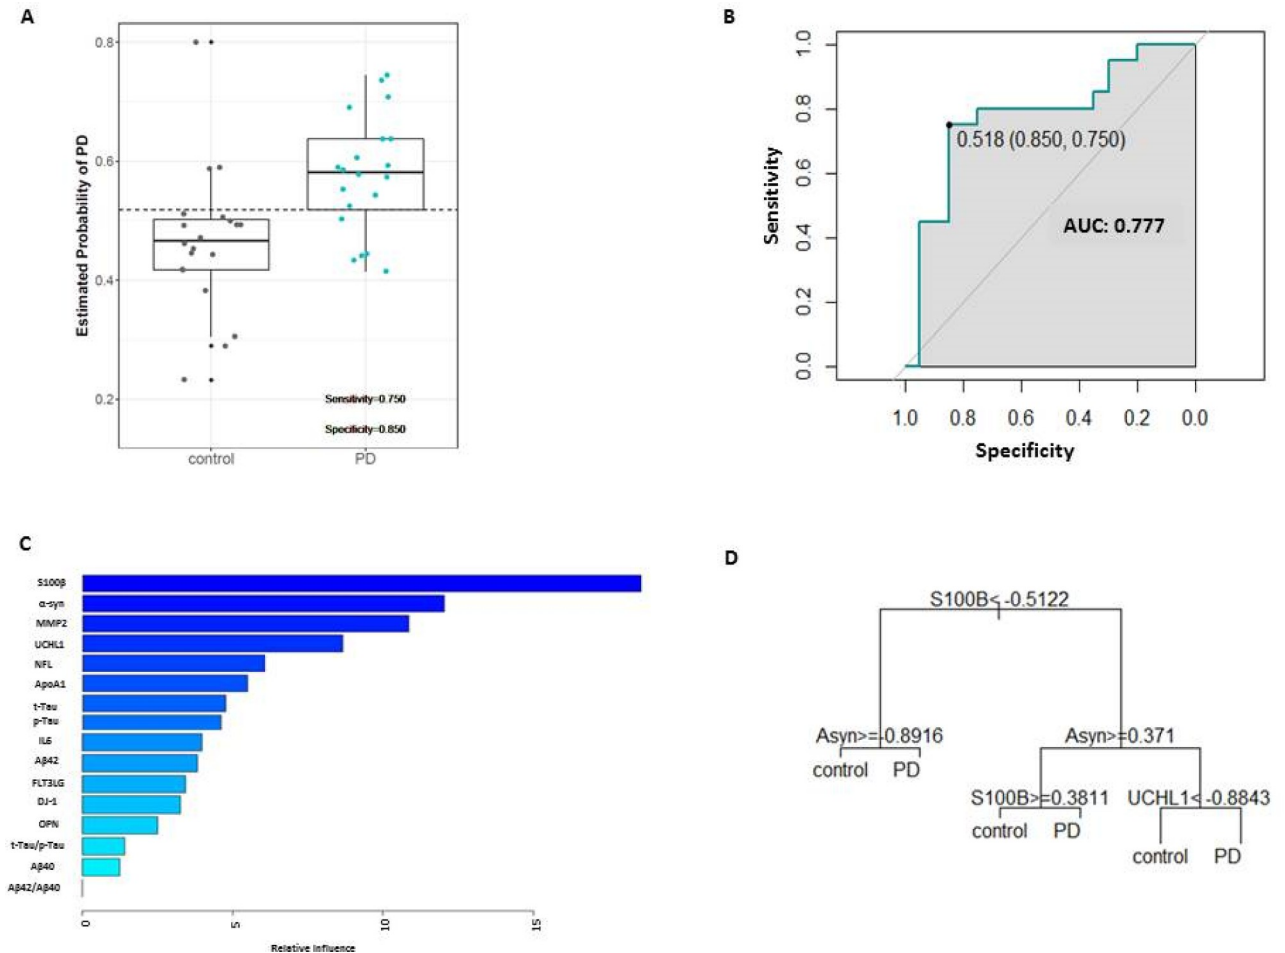 A
Estimated Probability of PD
0.8
0.6
0.4
0.2
Sensitivity=0.750
Specificity=0.850
control
PD
B
Sensitivity
1.0
0.8
0.6
0.4
0.2
0.0
0.518 (0.850, 0.750)
AUC: 0.777
1.0 0.8 0.6 0.4 0.2 0.0
Specificity
C
S100β
α-syn
MMP2
UCHL1
NFL
ApoA1
t-Tau
p-Tau
IL6
Aβ42
FLT3LG
DJ-1
OPN
t-Tau/p-Tau
Aβ40
Aβ42/Aβ40
0 5 10 15
Relative Influence
D
S100B< -0.5122
Asyn>=-0.8916
Asyn>=0.371
control PD
S100B>=0.3811
UCHL1< -0.8843
control PD
control PD